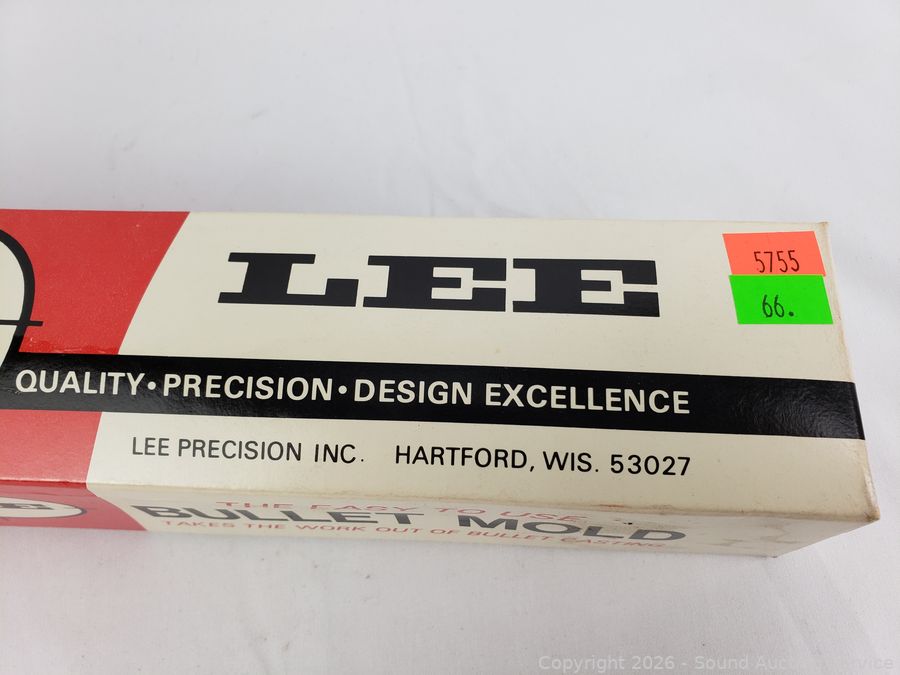 LEE
5755
66.
QUALITY•PRECISION•DESIGN EXCELLENCE
LEE PRECISION INC. HARTFORD, WIS. 53027
THE EASY TO USE
BULLET MOLD
TAKES THE WORK OUT OF BULLET CASTING
Copyright 2026 - Sound Auction Service